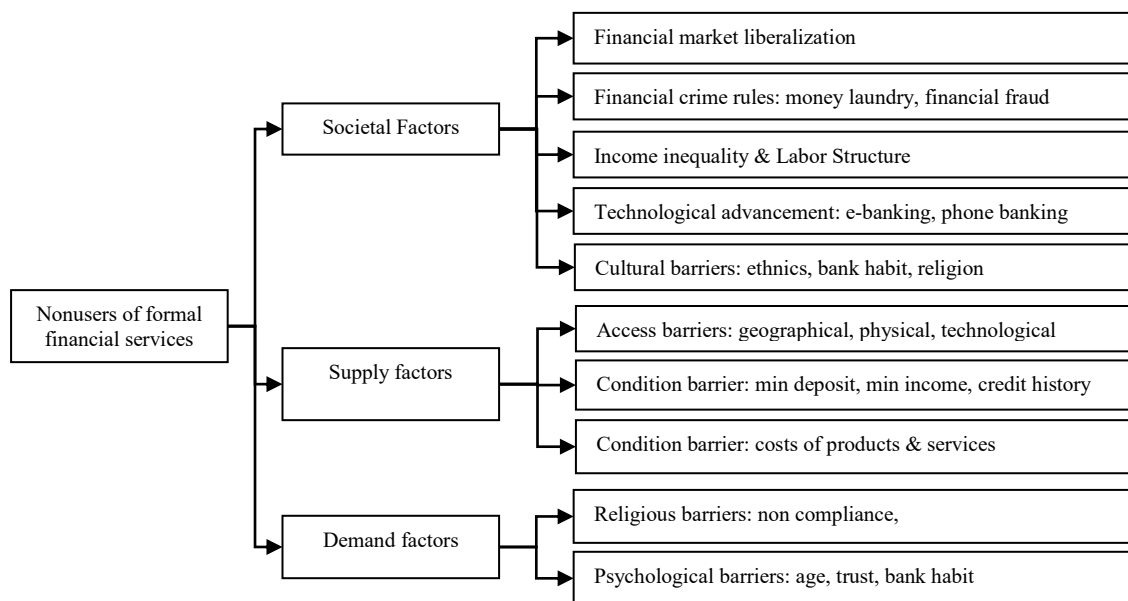 Financial market liberalization
Financial crime rules: money laundry, financial fraud
Societal Factors
Income inequality & Labor Structure
Technological advancement: e-banking, phone banking
Cultural barriers: ethnics, bank habit, religion
Nonusers of formal
financial services
Access barriers: geographical, physical, technological
Supply factors
Condition barrier: min deposit, min income, credit history
Condition barrier: costs of products & services
Religious barriers: non compliance,
Demand factors
Psychological barriers: age, trust, bank habit